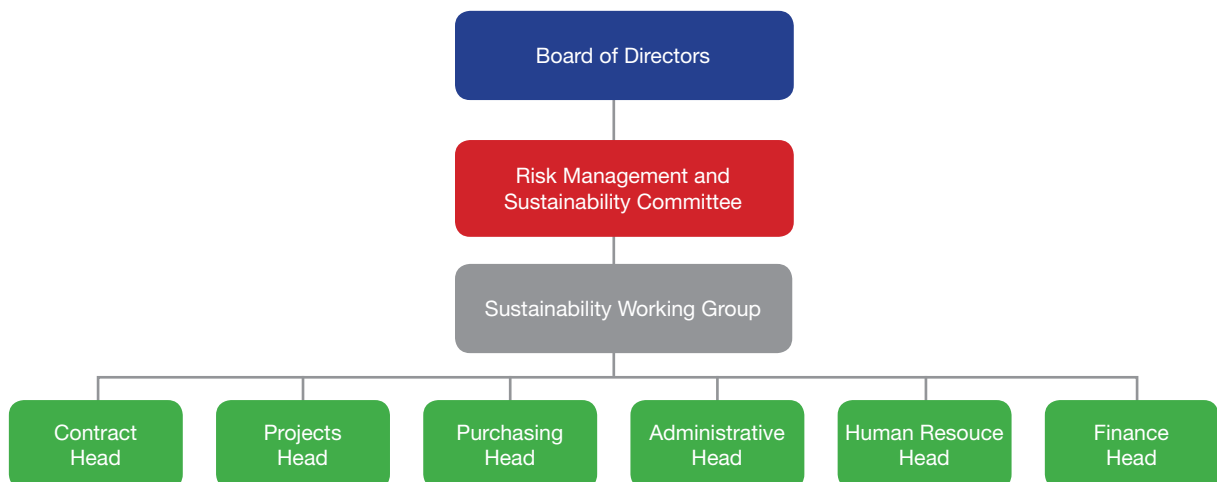 Board of Directors
Risk Management and
Sustainability Committee
Sustainability Working Group
Contract
Head
Projects
Head
Purchasing
Head
Administrative
Head
Human Resouce
Head
Finance
Head